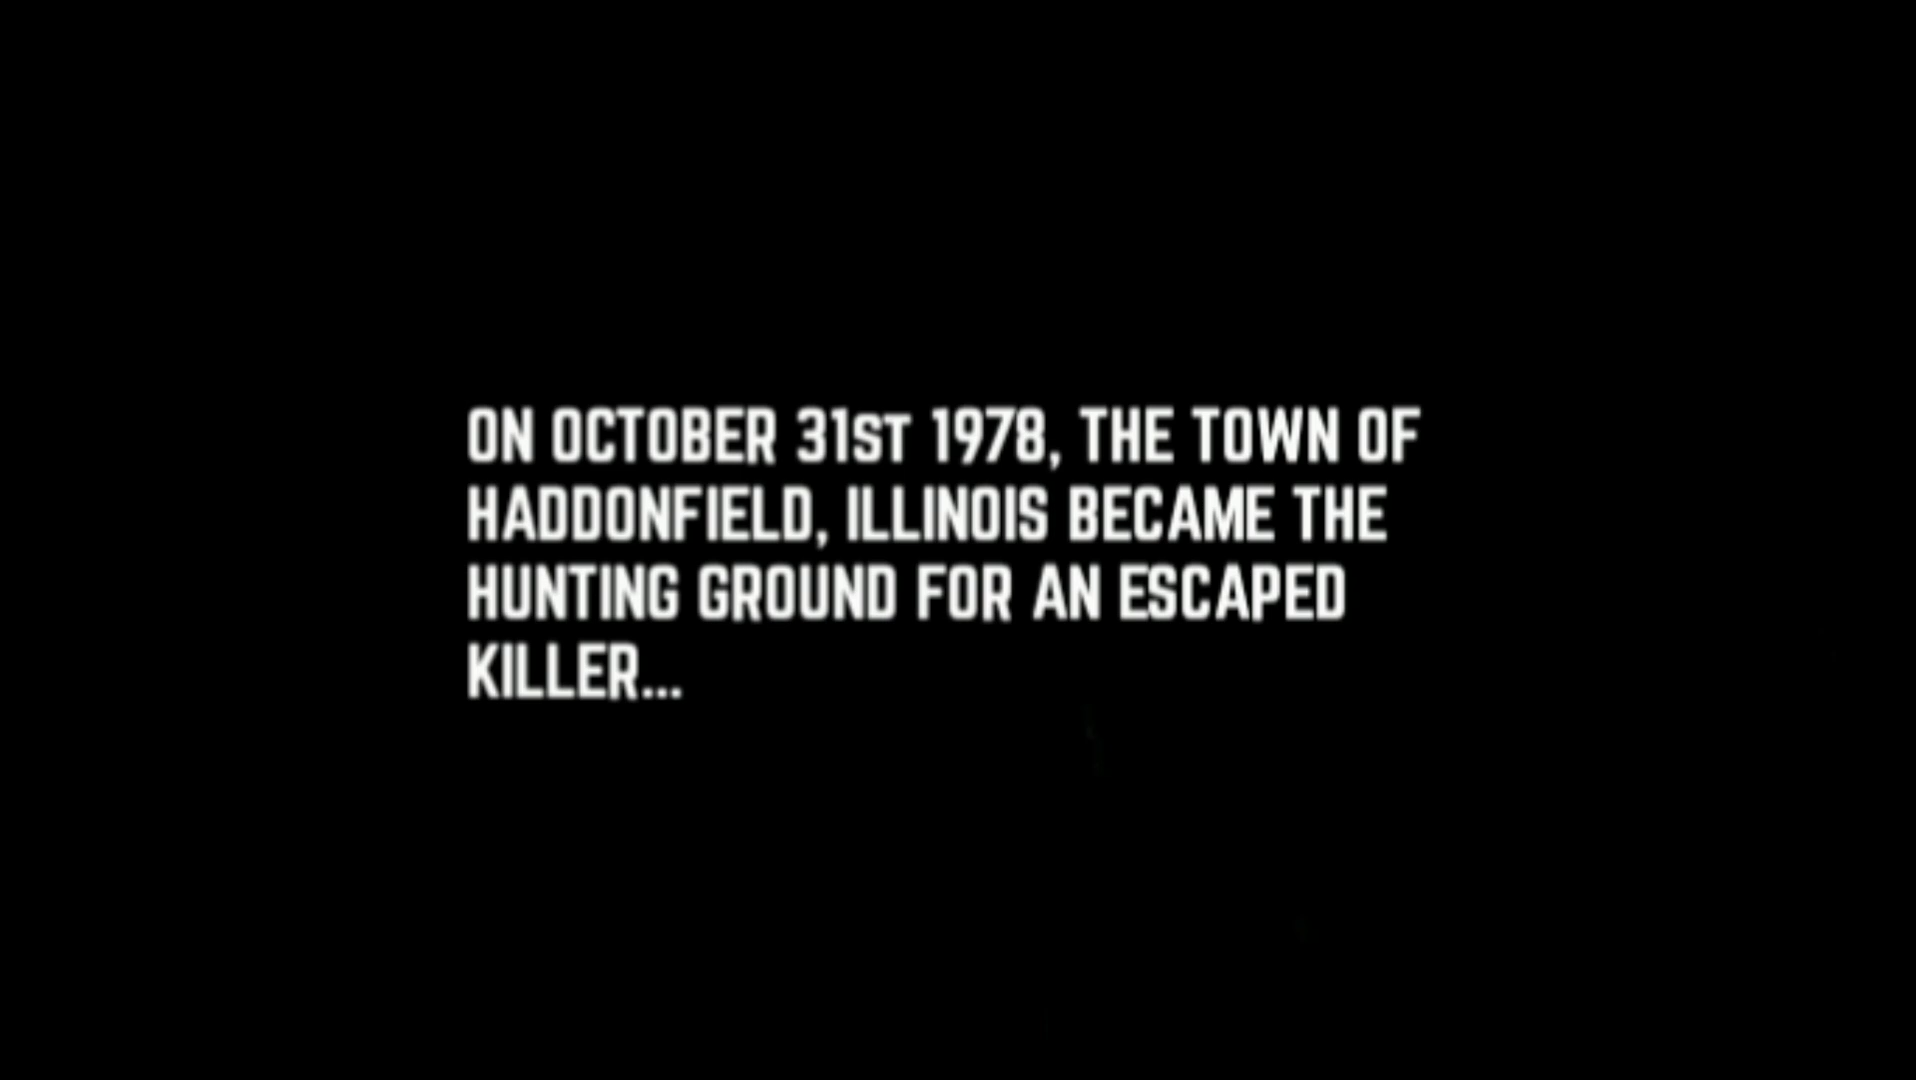 ON OCTOBER 31ST 1978, THE TOWN OF
HADDONFIELD, ILLINOIS BECAME THE
HUNTING GROUND FOR AN ESCAPED
KILLER...